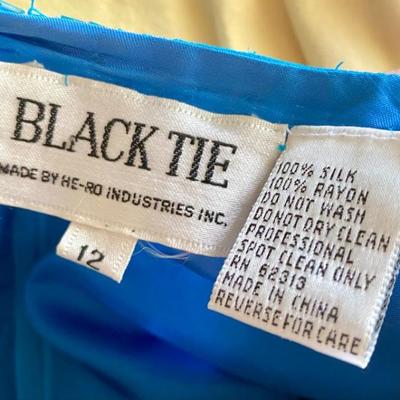 BLACK TIE
MADE BY HE-RO INDUSTRIES INC.
12
100% SILK
100% RAYON
DO NOT WASH
DO NOT DRY CLEAN
PROFESSIONAL
SPOT CLEAN ONLY
RN 62313
MADE IN CHINA
REVERSE FOR CARE